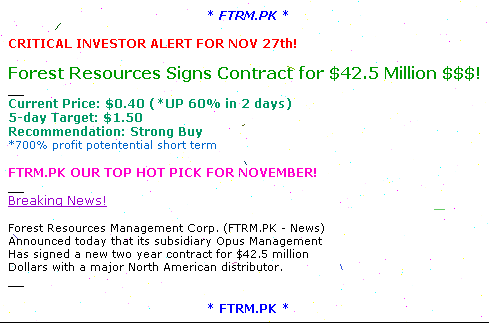 * FTRM.PK *
CRITICAL INVESTOR ALERT FOR NOV 27th!
Forest Resources Signs Contract for $42.5 Million $$$!
Current Price: $0.40 (*UP 60% in 2 days)
5-day Target: $1.50
Recommendation: Strong Buy
*700% profit potentential short term
FTRM.PK OUR TOP HOT PICK FOR NOVEMBER!
Breaking News!
Forest Resources Management Corp. (FTRM.PK - News)
Announced today that its subsidiary Opus Management
Has signed a new two year contract for $42.5 million
Dollars with a major North American distributor.
* FTRM.PK *